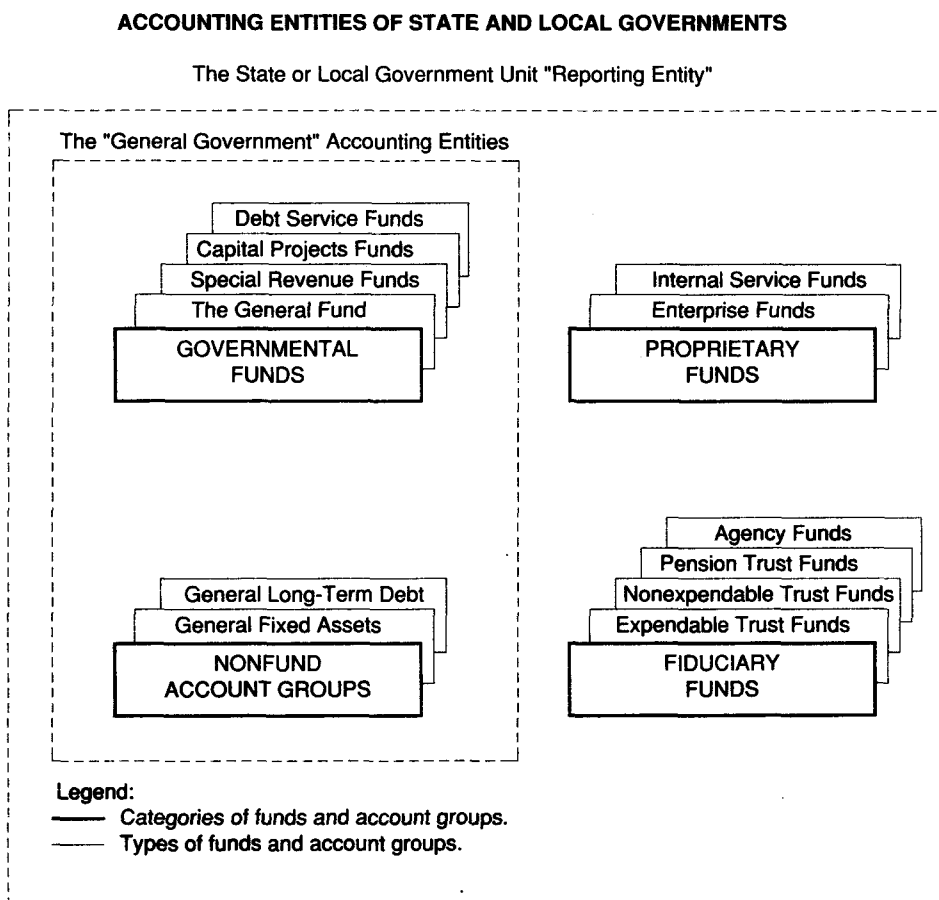 ACCOUNTING ENTITIES OF STATE AND LOCAL GOVERNMENTS
The State or Local Government Unit "Reporting Entity"
The "General Government" Accounting Entities
Debt Service Funds
Capital Projects Funds
Special Revenue Funds
The General Fund
GOVERNMENTAL
FUNDS
Internal Service Funds
Enterprise Funds
PROPRIETARY
FUNDS
General Long-Term Debt
General Fixed Assets
NONFUND
ACCOUNT GROUPS
Agency Funds
Pension Trust Funds
Nonexpendable Trust Funds
Expendable Trust Funds
FIDUCIARY
FUNDS
Legend:
Categories of funds and account groups.
Types of funds and account groups.